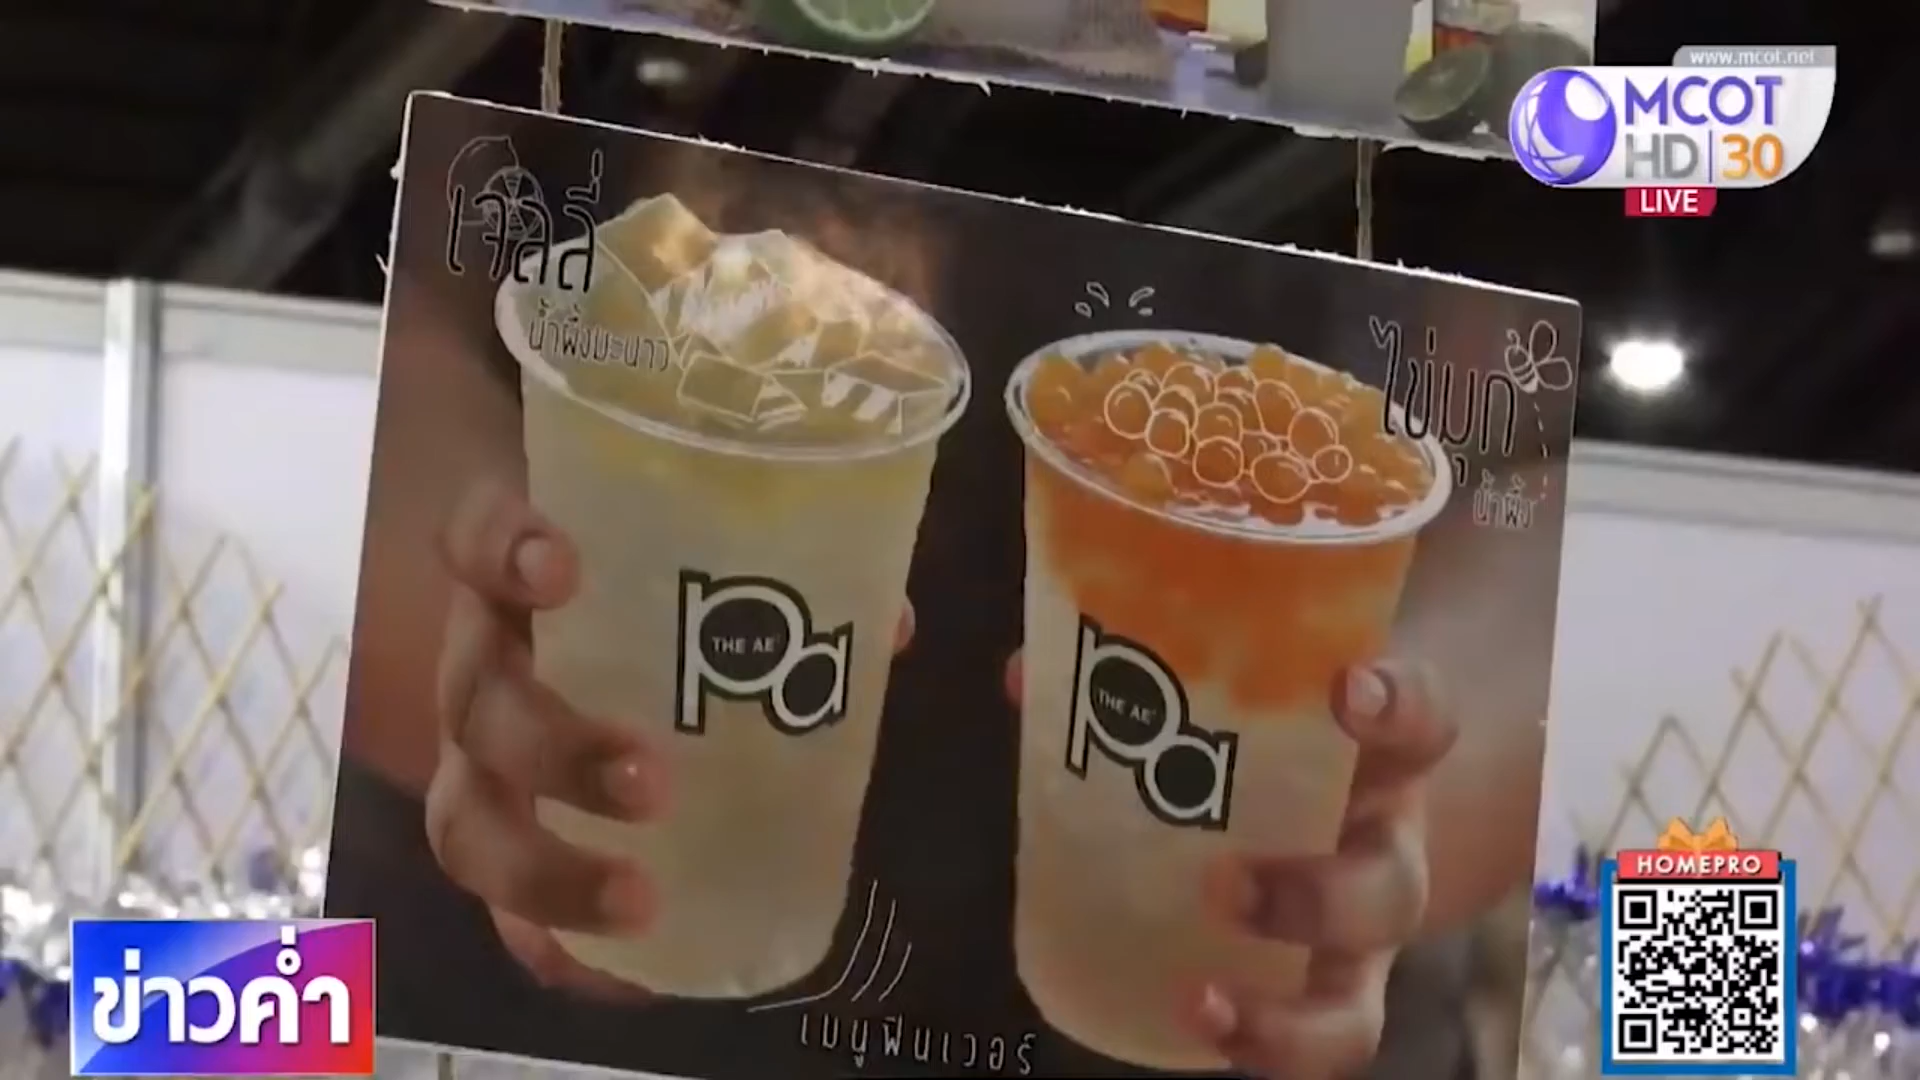 www.mcot.net
MCOT
HD 30
LIVE
เจลลี่
น้ำผึ้งมะนาว
ไข่มุก
น้ำผึ้ง
Pa
THE AE'
Pa
THE AE'
เมนูฟินเวอร์
HOMEPRO
ข่าวค่ำ